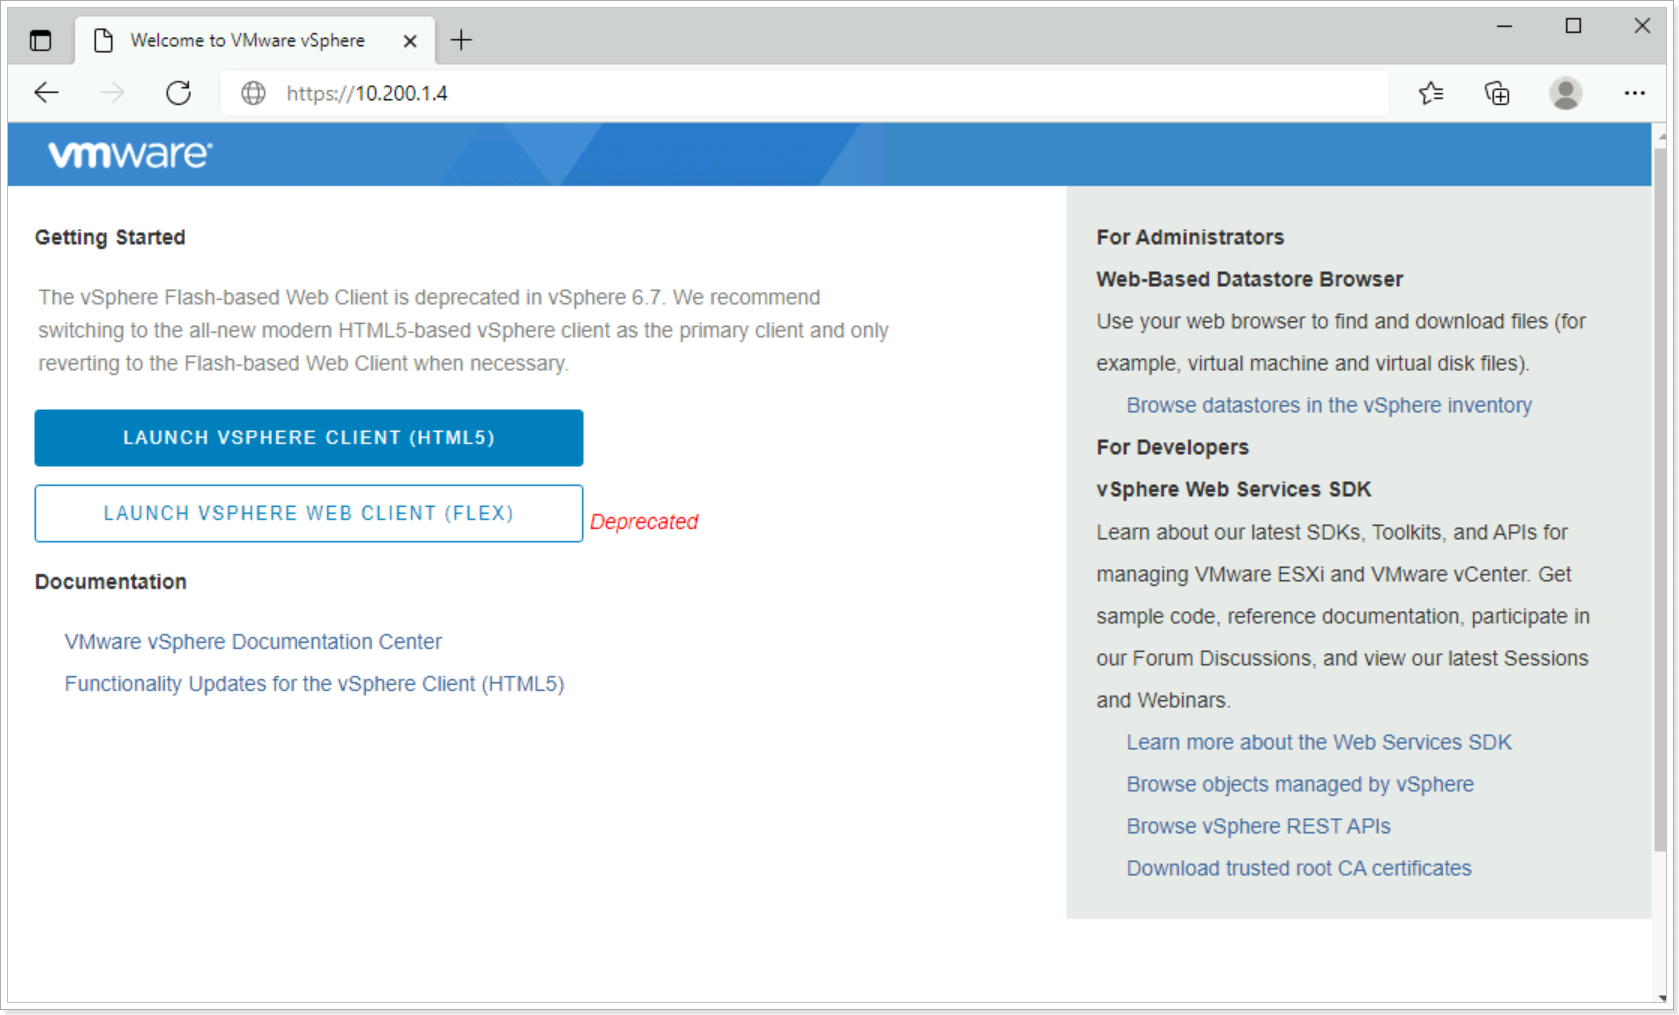 Welcome to VMware vSphere
https://10.200.1.4
vmware
Getting Started
The vSphere Flash-based Web Client is deprecated in vSphere 6.7. We recommend
switching to the all-new modern HTML5-based vSphere client as the primary client and only
reverting to the Flash-based Web Client when necessary.
LAUNCH VSPHERE CLIENT (HTML5)
LAUNCH VSPHERE WEB CLIENT (FLEX)
Deprecated
Documentation
VMware vSphere Documentation Center
Functionality Updates for the vSphere Client (HTML5)
For Administrators
Web-Based Datastore Browser
Use your web browser to find and download files (for
example, virtual machine and virtual disk files).
Browse datastores in the vSphere inventory
For Developers
vSphere Web Services SDK
Learn about our latest SDKs, Toolkits, and APIs for
managing VMware ESXi and VMware vCenter. Get
sample code, reference documentation, participate in
our Forum Discussions, and view our latest Sessions
and Webinars.
Learn more about the Web Services SDK
Browse objects managed by vSphere
Browse vSphere REST APIs
Download trusted root CA certificates